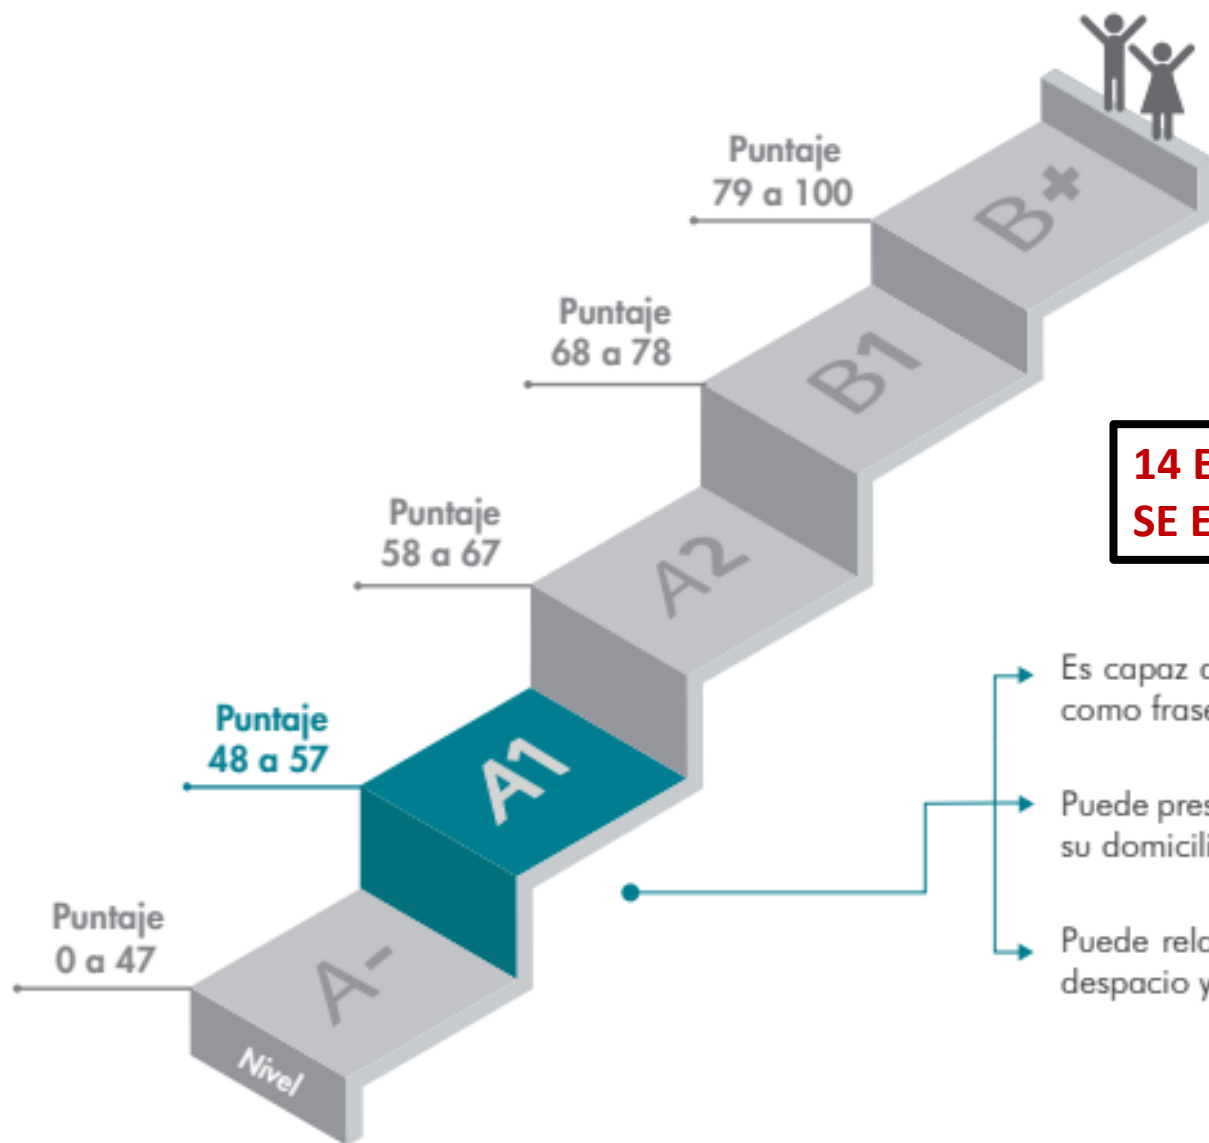 Puntaje
79 a 100
B+
Puntaje
68 a 78
B1
Puntaje
58 a 67
A2
Puntaje
48 a 57
A1
Puntaje
0 a 47
A-
Nivel
14
SE
Es capaz
como
Puede
su
Puede
despacio y